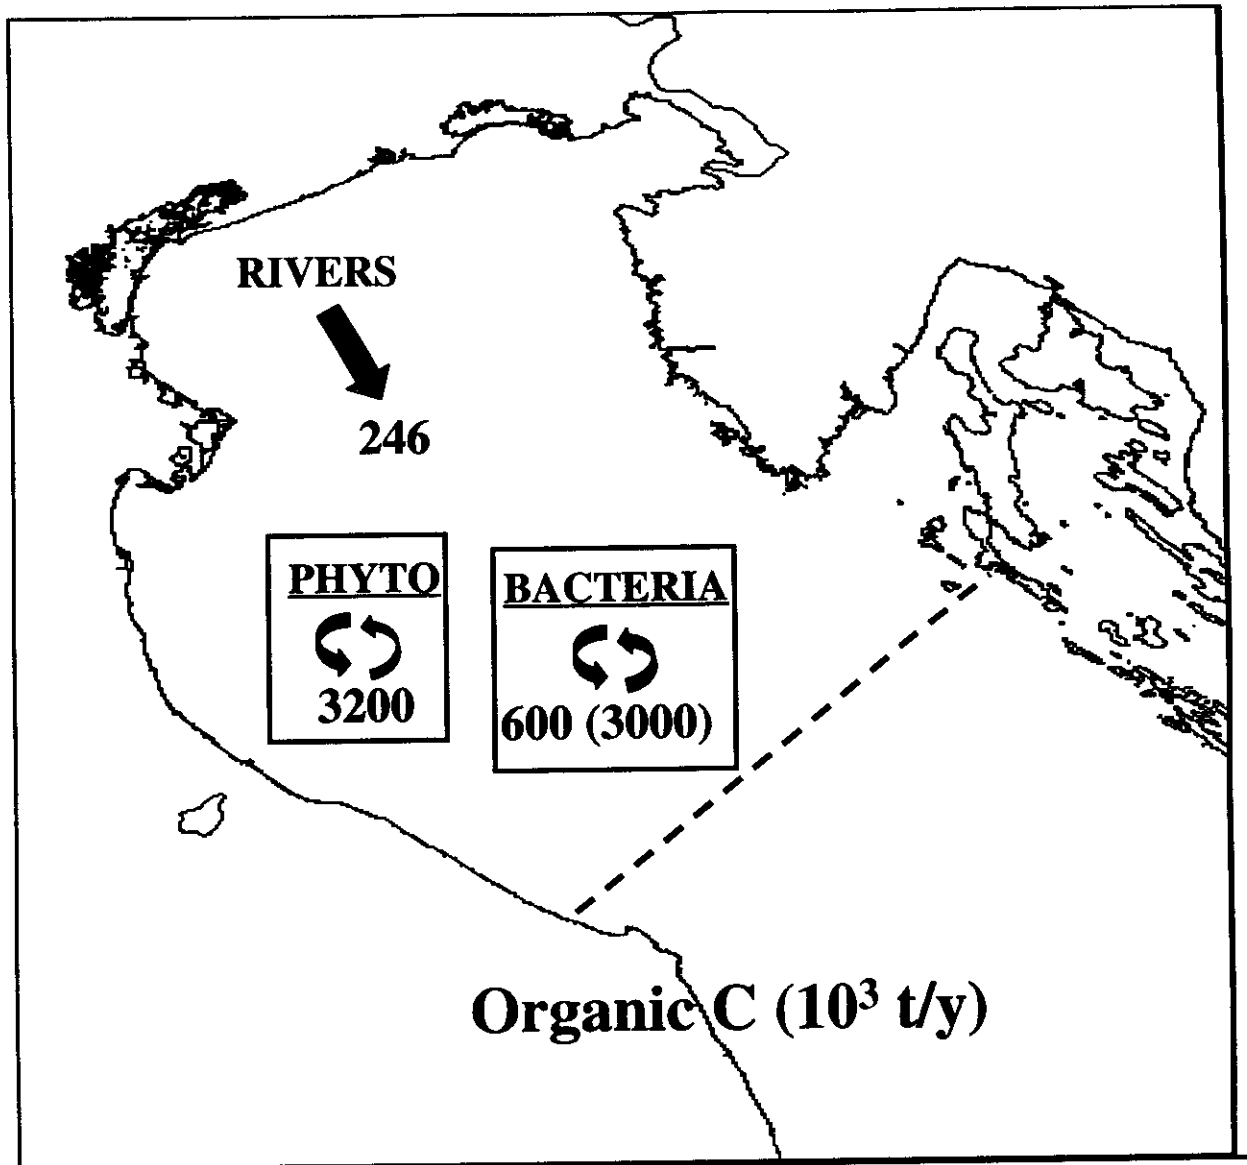 RIVERS
246
PHYTO
3200
BACTERIA
600 (3000)
Organic C (10³ t/y)